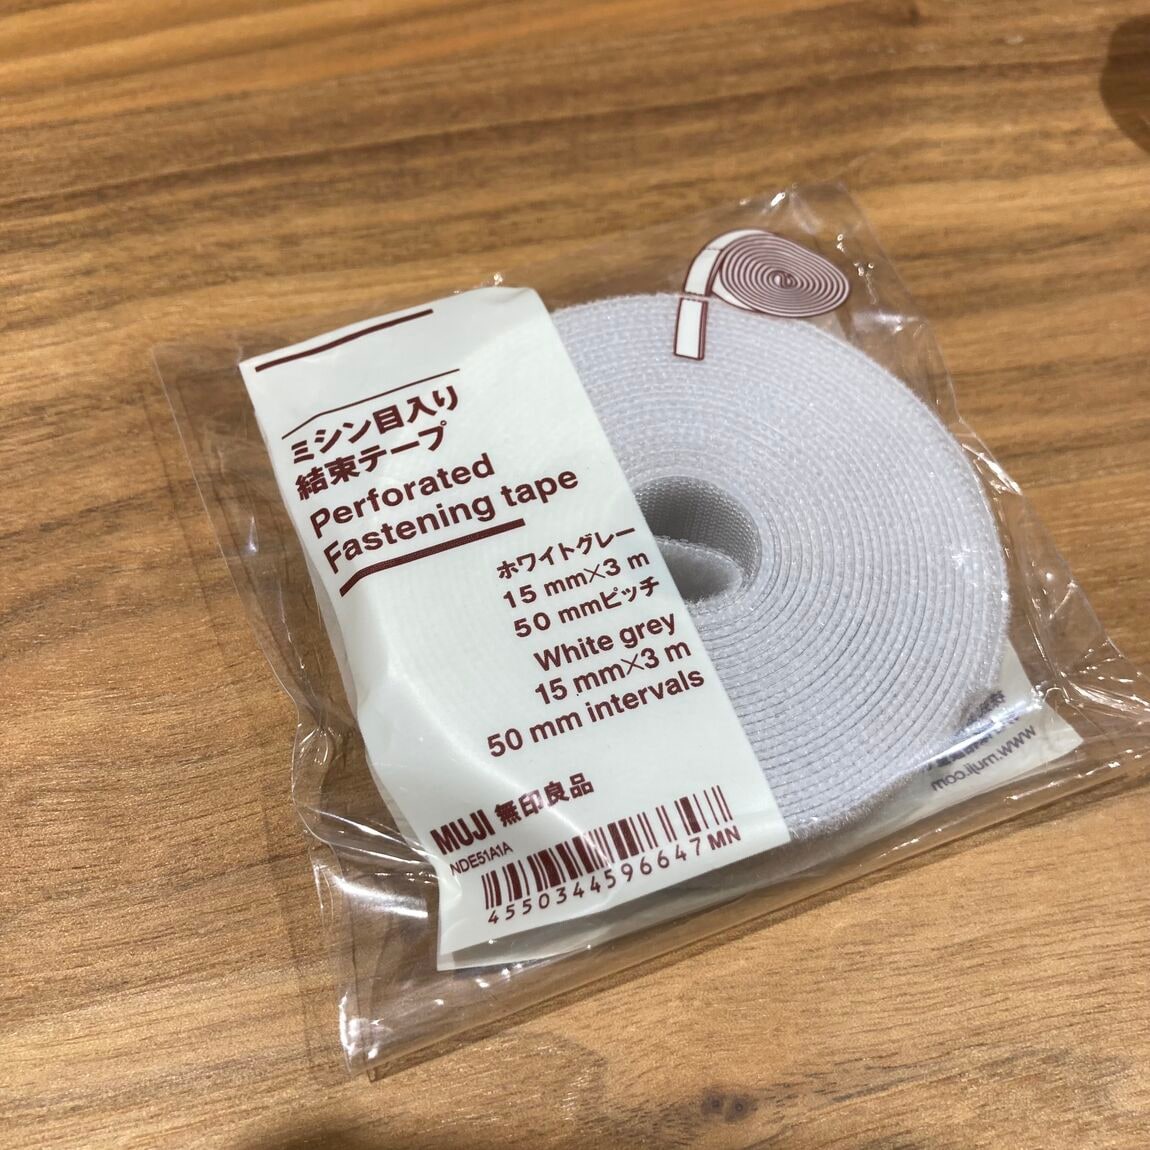 ミシン目入り
結束テープ
Perforated
Fastening tape
ホワイトグレー
15 mm×3 m
50 mmピッチ
White grey
15 mm×3 m
50 mm intervals
MUJI 無印良品
NDE51A1A
4550344596647MN
www.muji.com